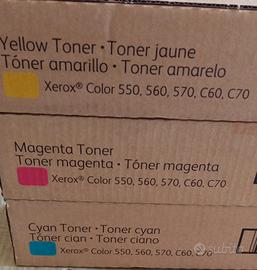 Yellow Toner · Toner jaune
Tóner amarillo · Toner amarelo
Xerox® Color 550, 560, 570, C60, C70
Magenta Toner
Toner magenta · Tóner magenta
Xerox® Color 550, 560, 570, C60, C70
Cyan Toner · Toner cyan
Tóner cian · Toner ciano
Xerox® Color 550, 560, 570, C60, C70
subito